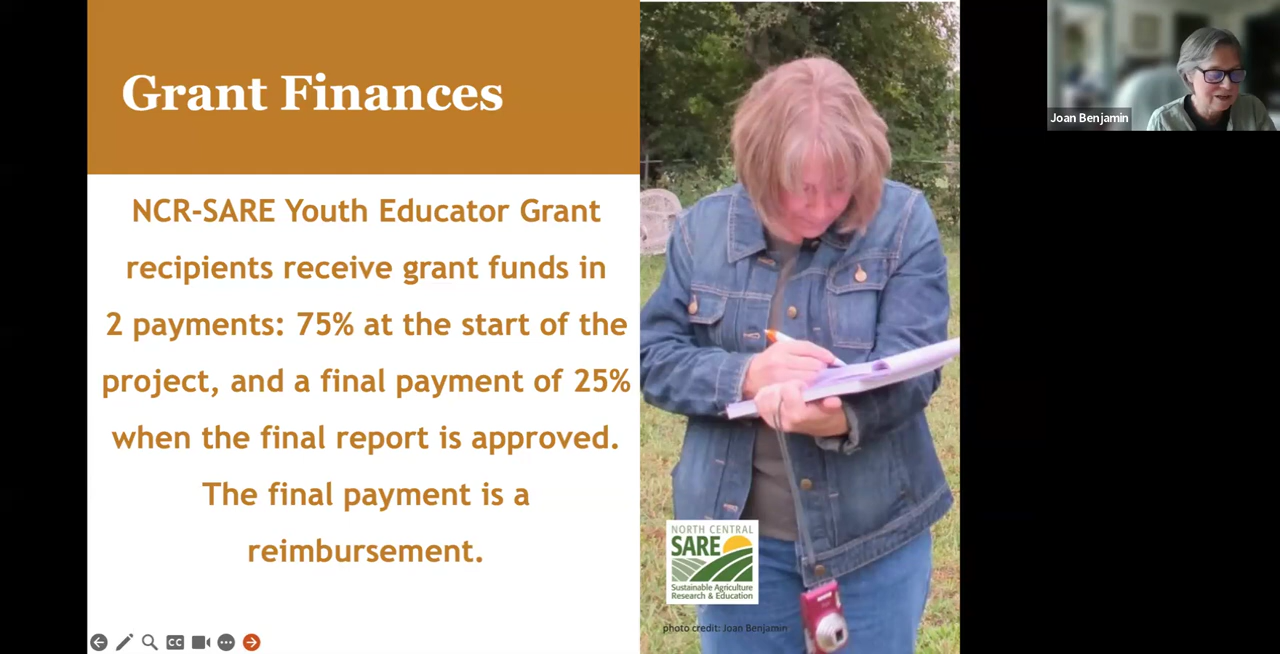 Grant Finances
NCR-SARE Youth Educator Grant
recipients receive grant funds in
2 payments: 75% at the start of the
project, and a final payment of 25%
when the final report is approved.
The final payment is a
reimbursement.
NORTH CENTRAL
SARE
Sustainable Agriculture
Research & Education
photo credit: Joan Benjamin
CC
Joan Benjamin